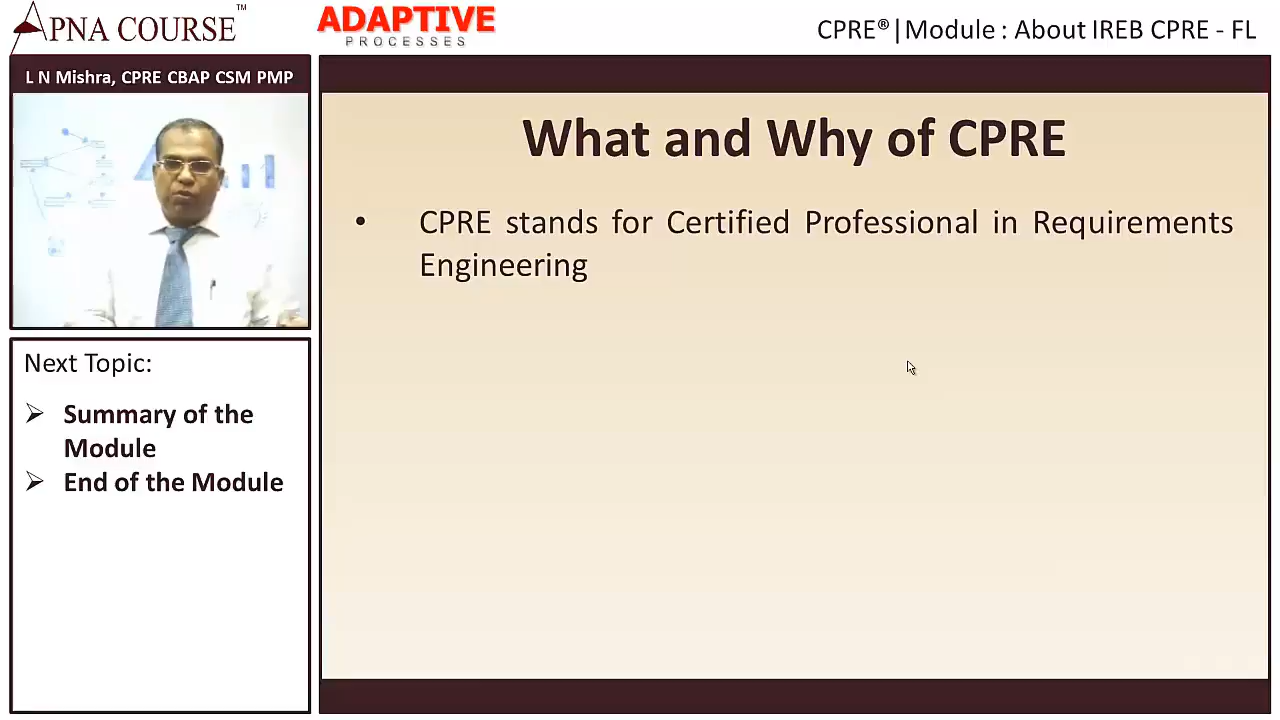 APNA COURSE™
ADAPTIVE
PROCESSES
CPRE®|Module : About IREB CPRE - FL
L N Mishra, CPRE CBAP CSM PMP
What and Why of CPRE
• CPRE stands for Certified Professional in Requirements
Engineering
Next Topic:
➢ Summary of the
Module
➢ End of the Module